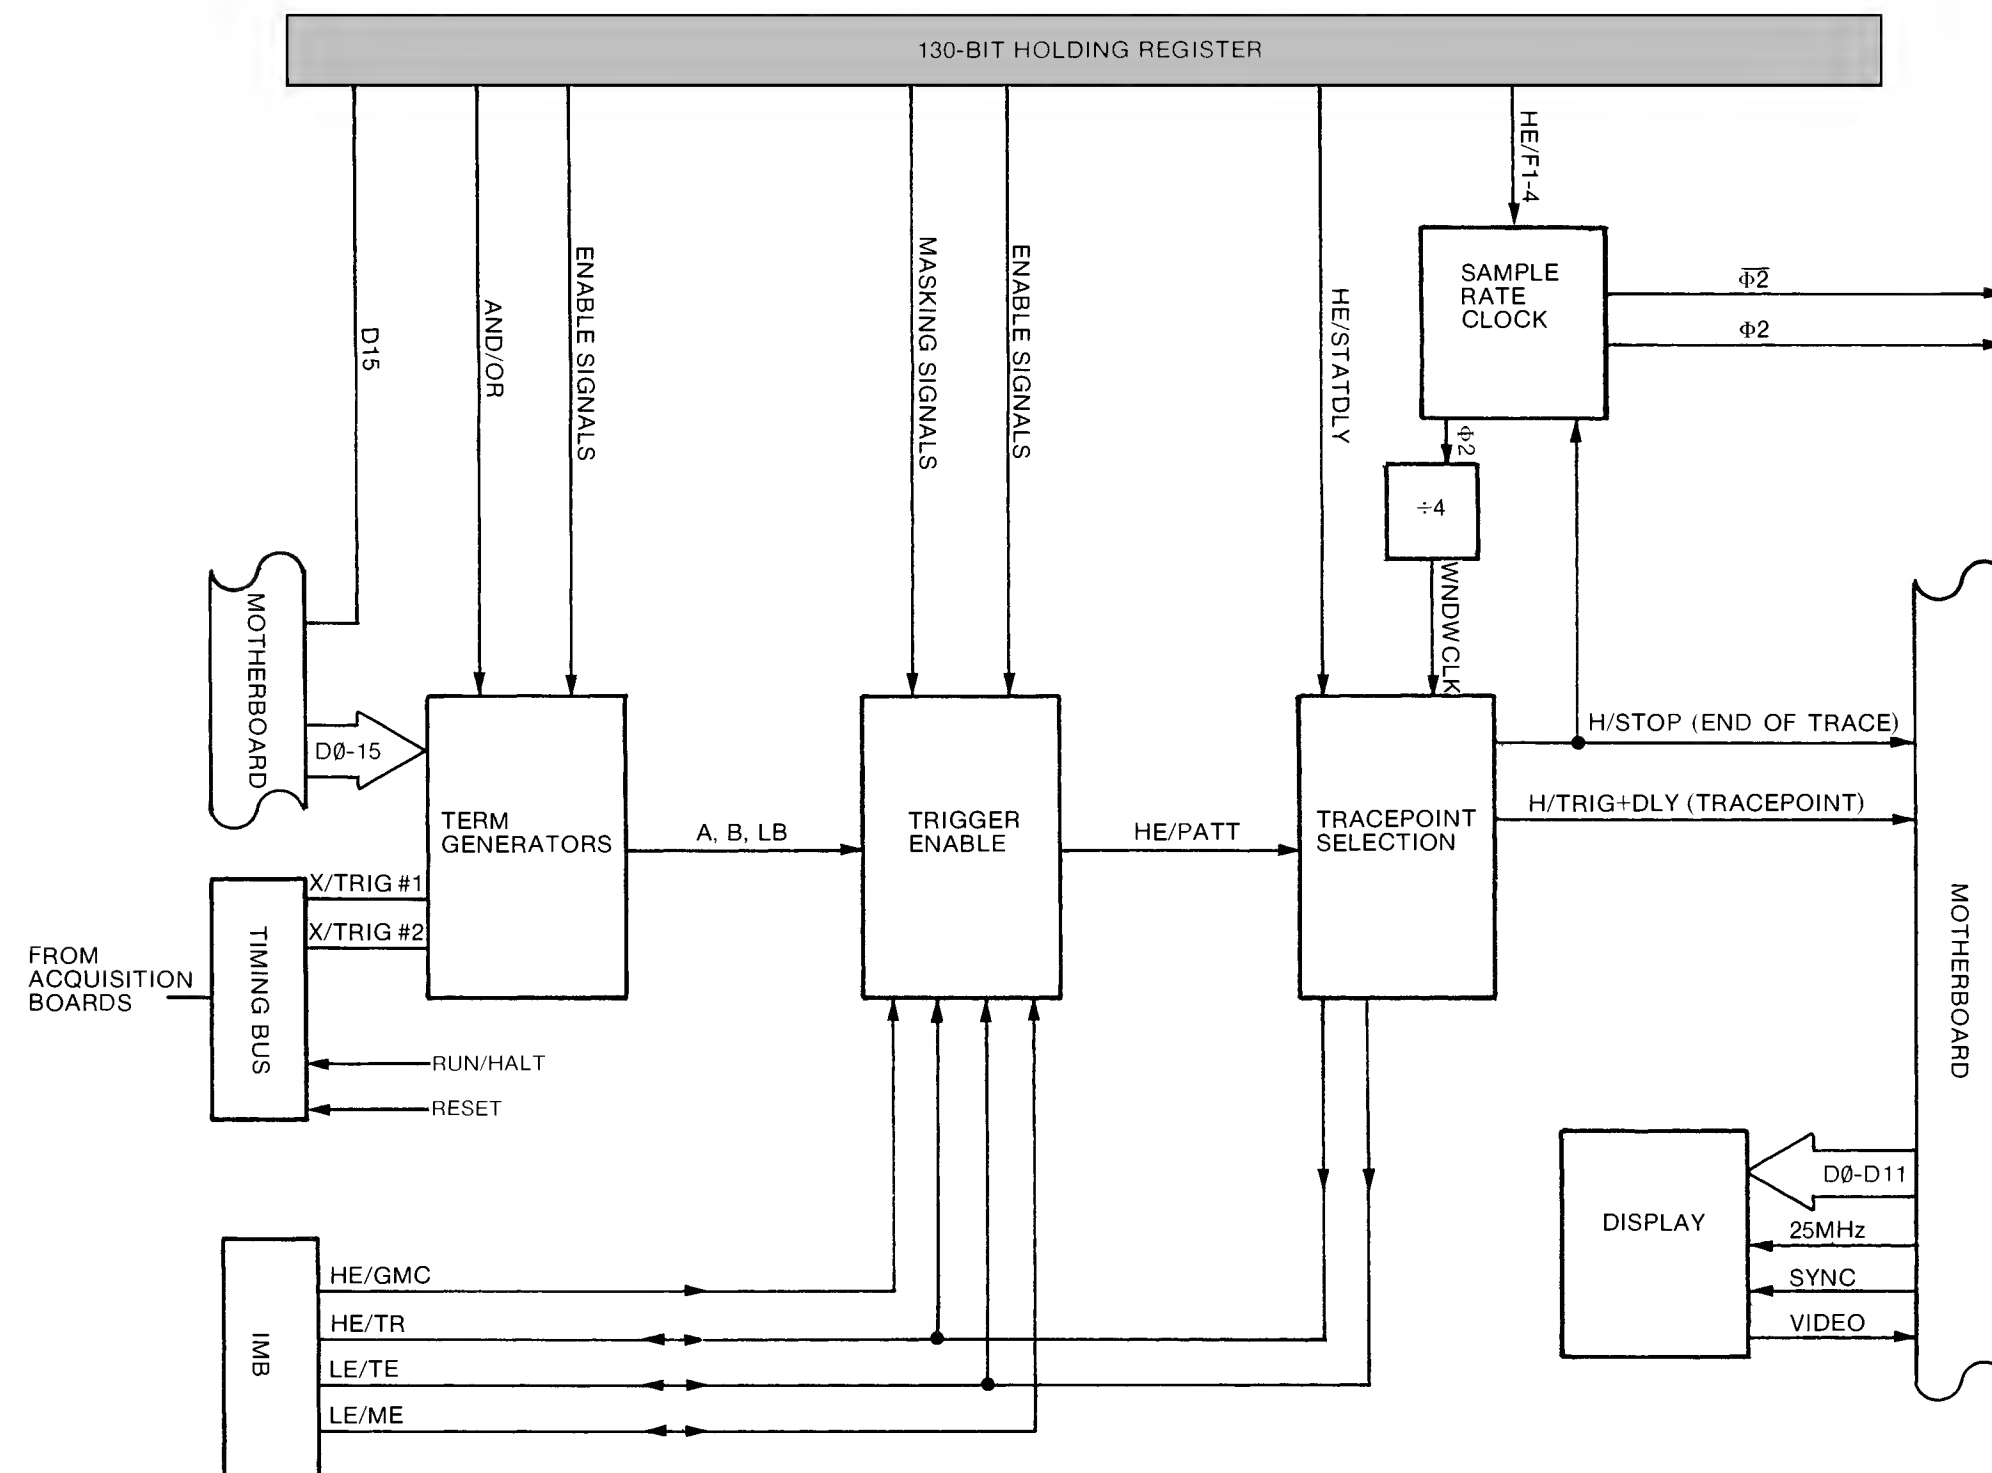 130-BIT HOLDING REGISTER
HE/F1-4
D15
AND/OR
ENABLE SIGNALS
MASKING SIGNALS
ENABLE SIGNALS
HE/STATDLY
SAMPLE
RATE
CLOCK
Φ2̅
Φ2
Φ2
÷4
WNDWCLK
MOTHERBOARD
DØ-15
TERM
GENERATORS
A, B, LB
TRIGGER
ENABLE
HE/PATT
TRACEPOINT
SELECTION
H/STOP (END OF TRACE)
H/TRIG+DLY (TRACEPOINT)
MOTHERBOARD
X/TRIG #1
X/TRIG #2
TIMING BUS
FROM
ACQUISITION
BOARDS
RUN/HALT
RESET
DISPLAY
DØ-D11
25MHz
SYNC
VIDEO
IMB
HE/GMC
HE/TR
LE/TE
LE/ME